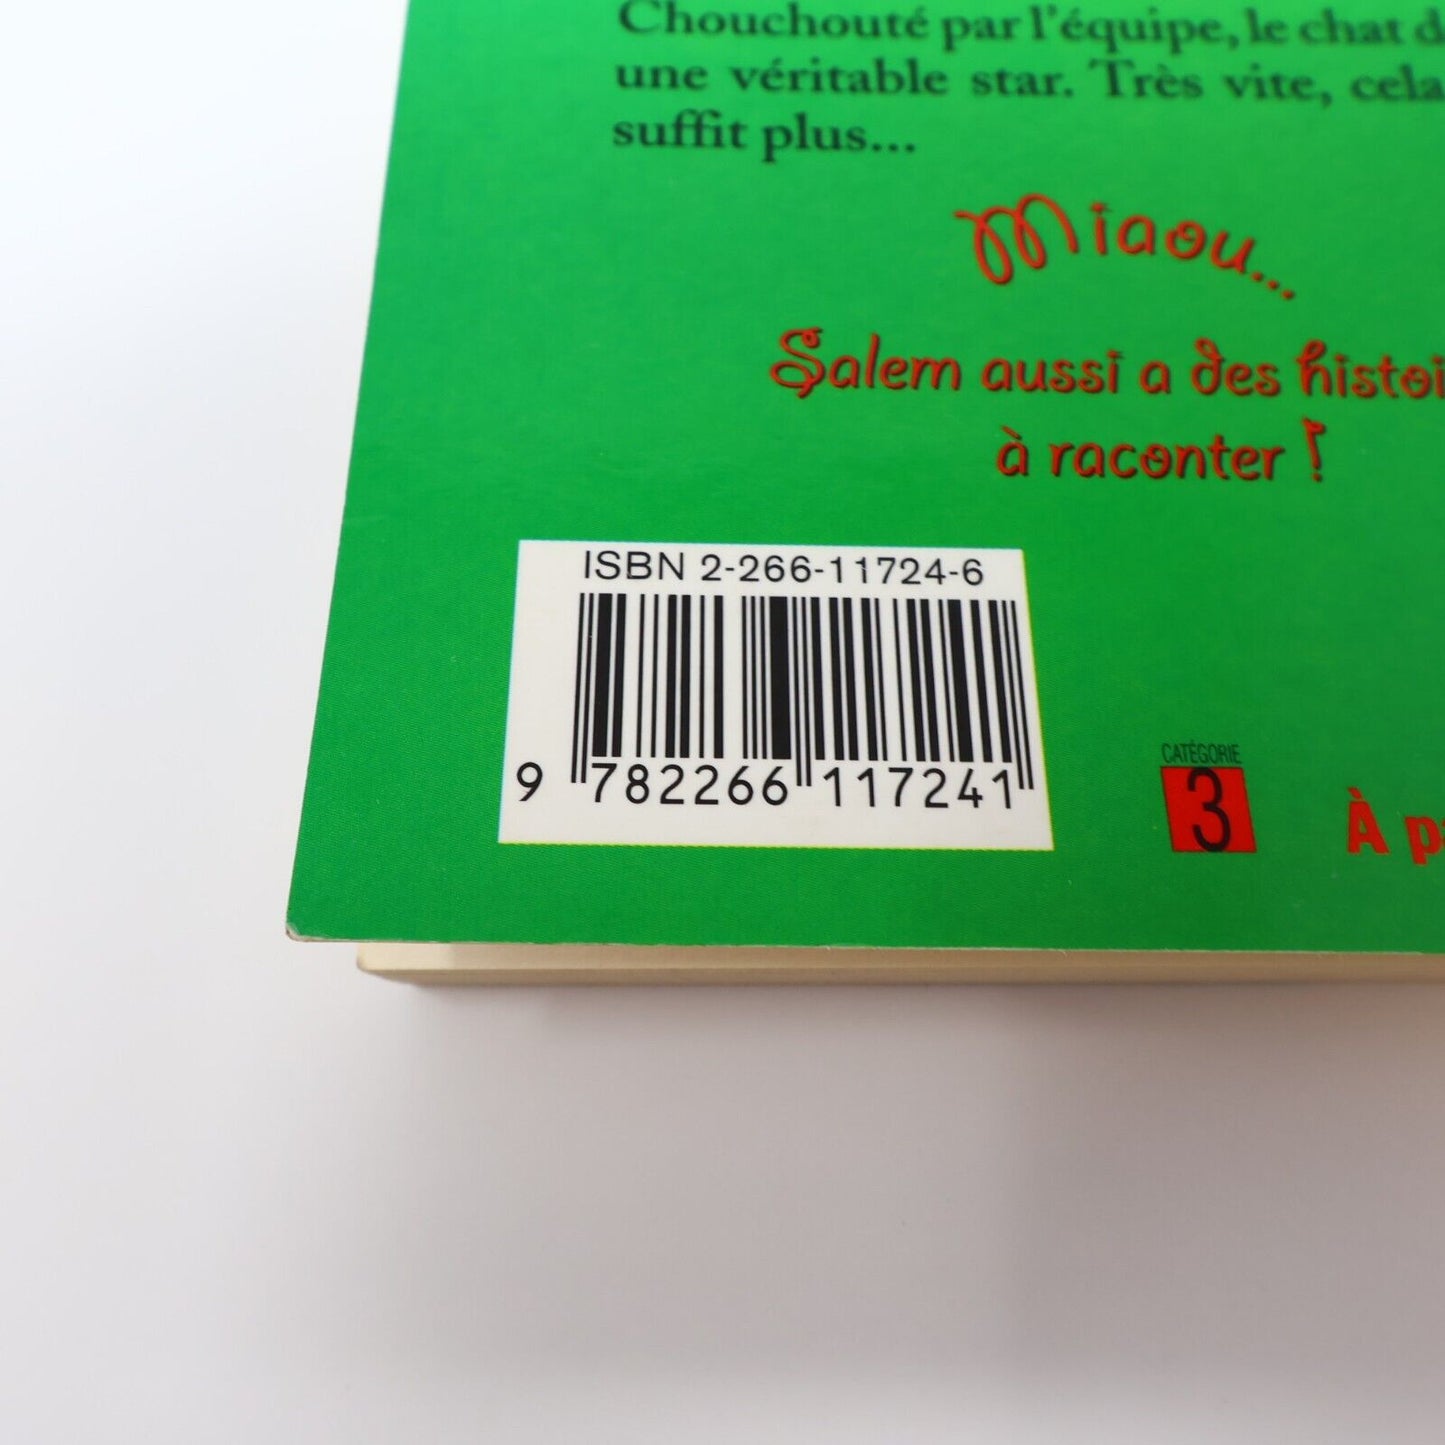 Chouchouté par l'équipe, le chat d
une véritable star. Très vite, cela
suffit plus...
Miaou...
Salem aussi a des histoi
à raconter !
ISBN 2-266-11724-6
9 782266 117241
CATÉGORIE
3
À pa